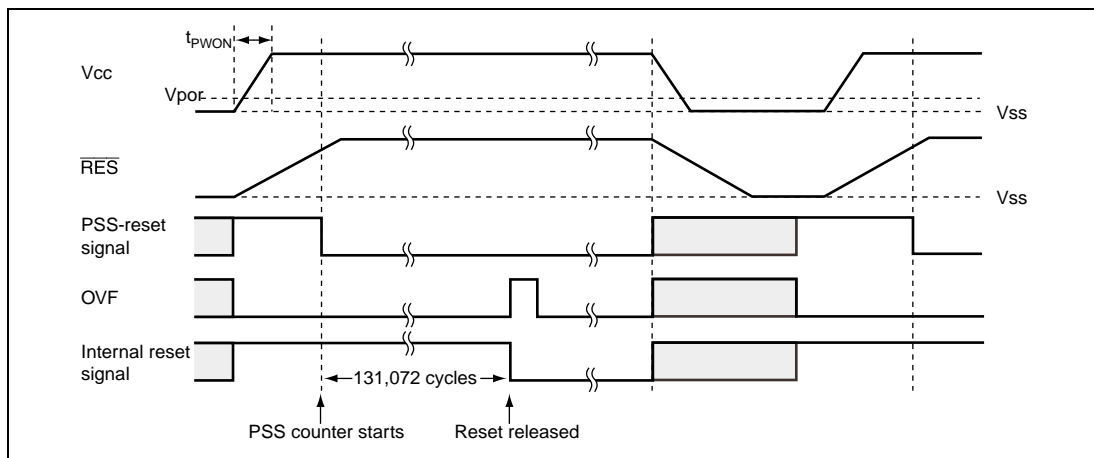 tPWON
Vcc
Vpor
Vss
RES
Vss
PSS-reset
signal
OVF
Internal reset
signal
131,072 cycles
PSS counter starts
Reset released